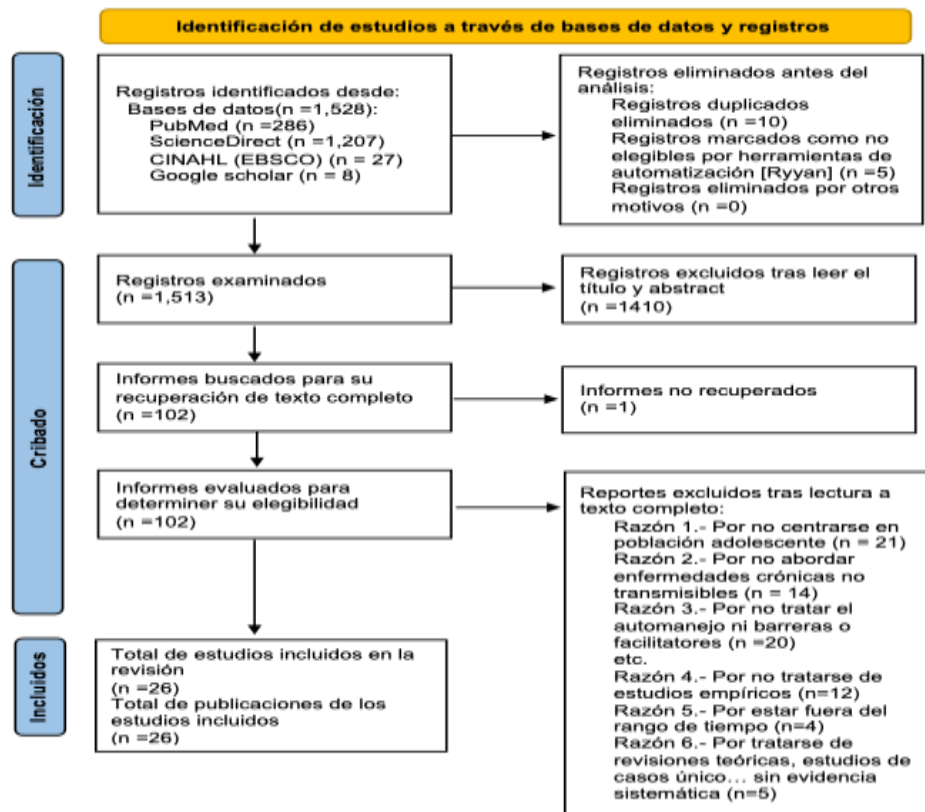 Identificación de estudios a través de bases de datos y registros
Identificación
Registros identificados desde:
Bases de datos(n =1,528):
PubMed (n =286)
ScienceDirect (n =1,207)
CINAHL (EBSCO) (n = 27)
Google scholar (n = 8)
Registros eliminados antes del
análisis:
Registros duplicados
eliminados (n =10)
Registros marcados como no
elegibles por herramientas de
automatización [Ryyan] (n =5)
Registros eliminados por otros
motivos (n =0)
Cribado
Registros examinados
(n =1,513)
Registros excluidos tras leer el
título y abstract
(n =1410)
Informes buscados para su
recuperación de texto completo
(n =102)
Informes no recuperados
(n =1)
Informes evaluados para
determiner su elegibilidad
(n =102)
Reportes excluidos tras lectura a
texto completo:
Razón 1.- Por no centrarse en
población adolescente (n = 21)
Razón 2.- Por no abordar
enfermedades crónicas no
transmisibles (n = 14)
Razón 3.- Por no tratar el
automanejo ni barreras o
facilitatores (n =20)
etc.
Razón 4.- Por no tratarse de
estudios empíricos (n=12)
Razón 5.- Por estar fuera del
rango de tiempo (n=4)
Razón 6.- Por tratarse de
revisiones teóricas, estudios de
casos único... sin evidencia
sistemática (n=5)
Incluidos
Total de estudios incluidos en la
revisión
(n =26)
Total de publicaciones de los
estudios incluidos
(n =26)